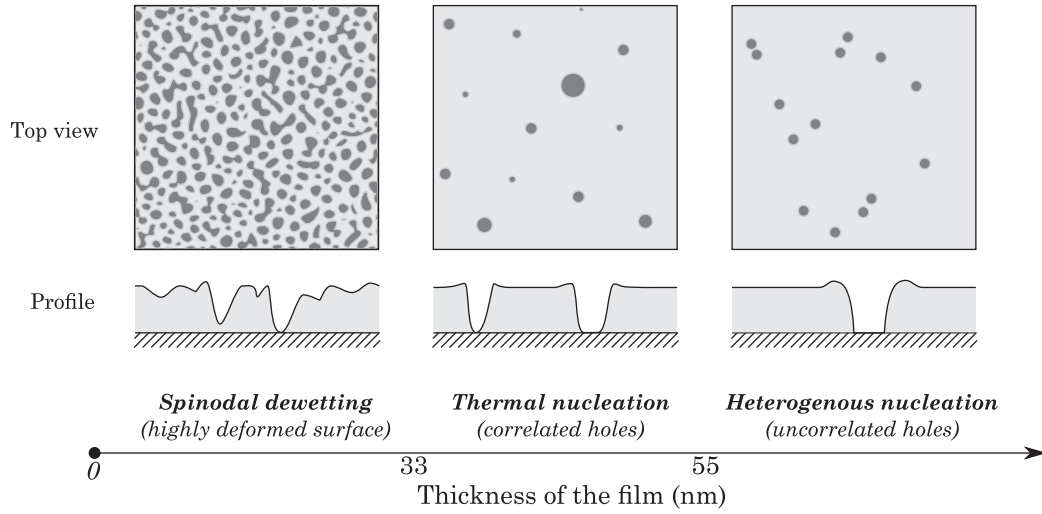 Top view
Profile
Spinodal dewetting
(highly deformed surface)
Thermal nucleation
(correlated holes)
Heterogenous nucleation
(uncorrelated holes)
0
33
55
Thickness of the film (nm)